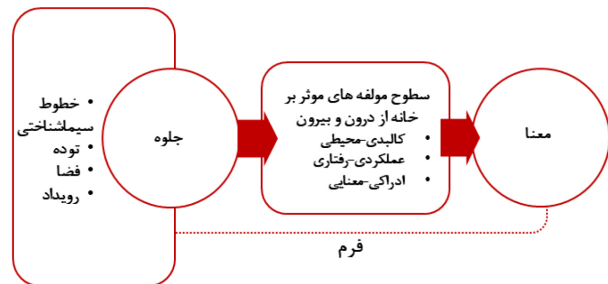 • خطوط
سیماشناختی
• توده
• فضا
• رویداد
جلوه
سطوح مولفه های موثر بر
خانه از درون و بیرون
• کالبدی-محیطی
• عملکردی-رفتاری
• ادراکی-معنایی
معنا
فرم